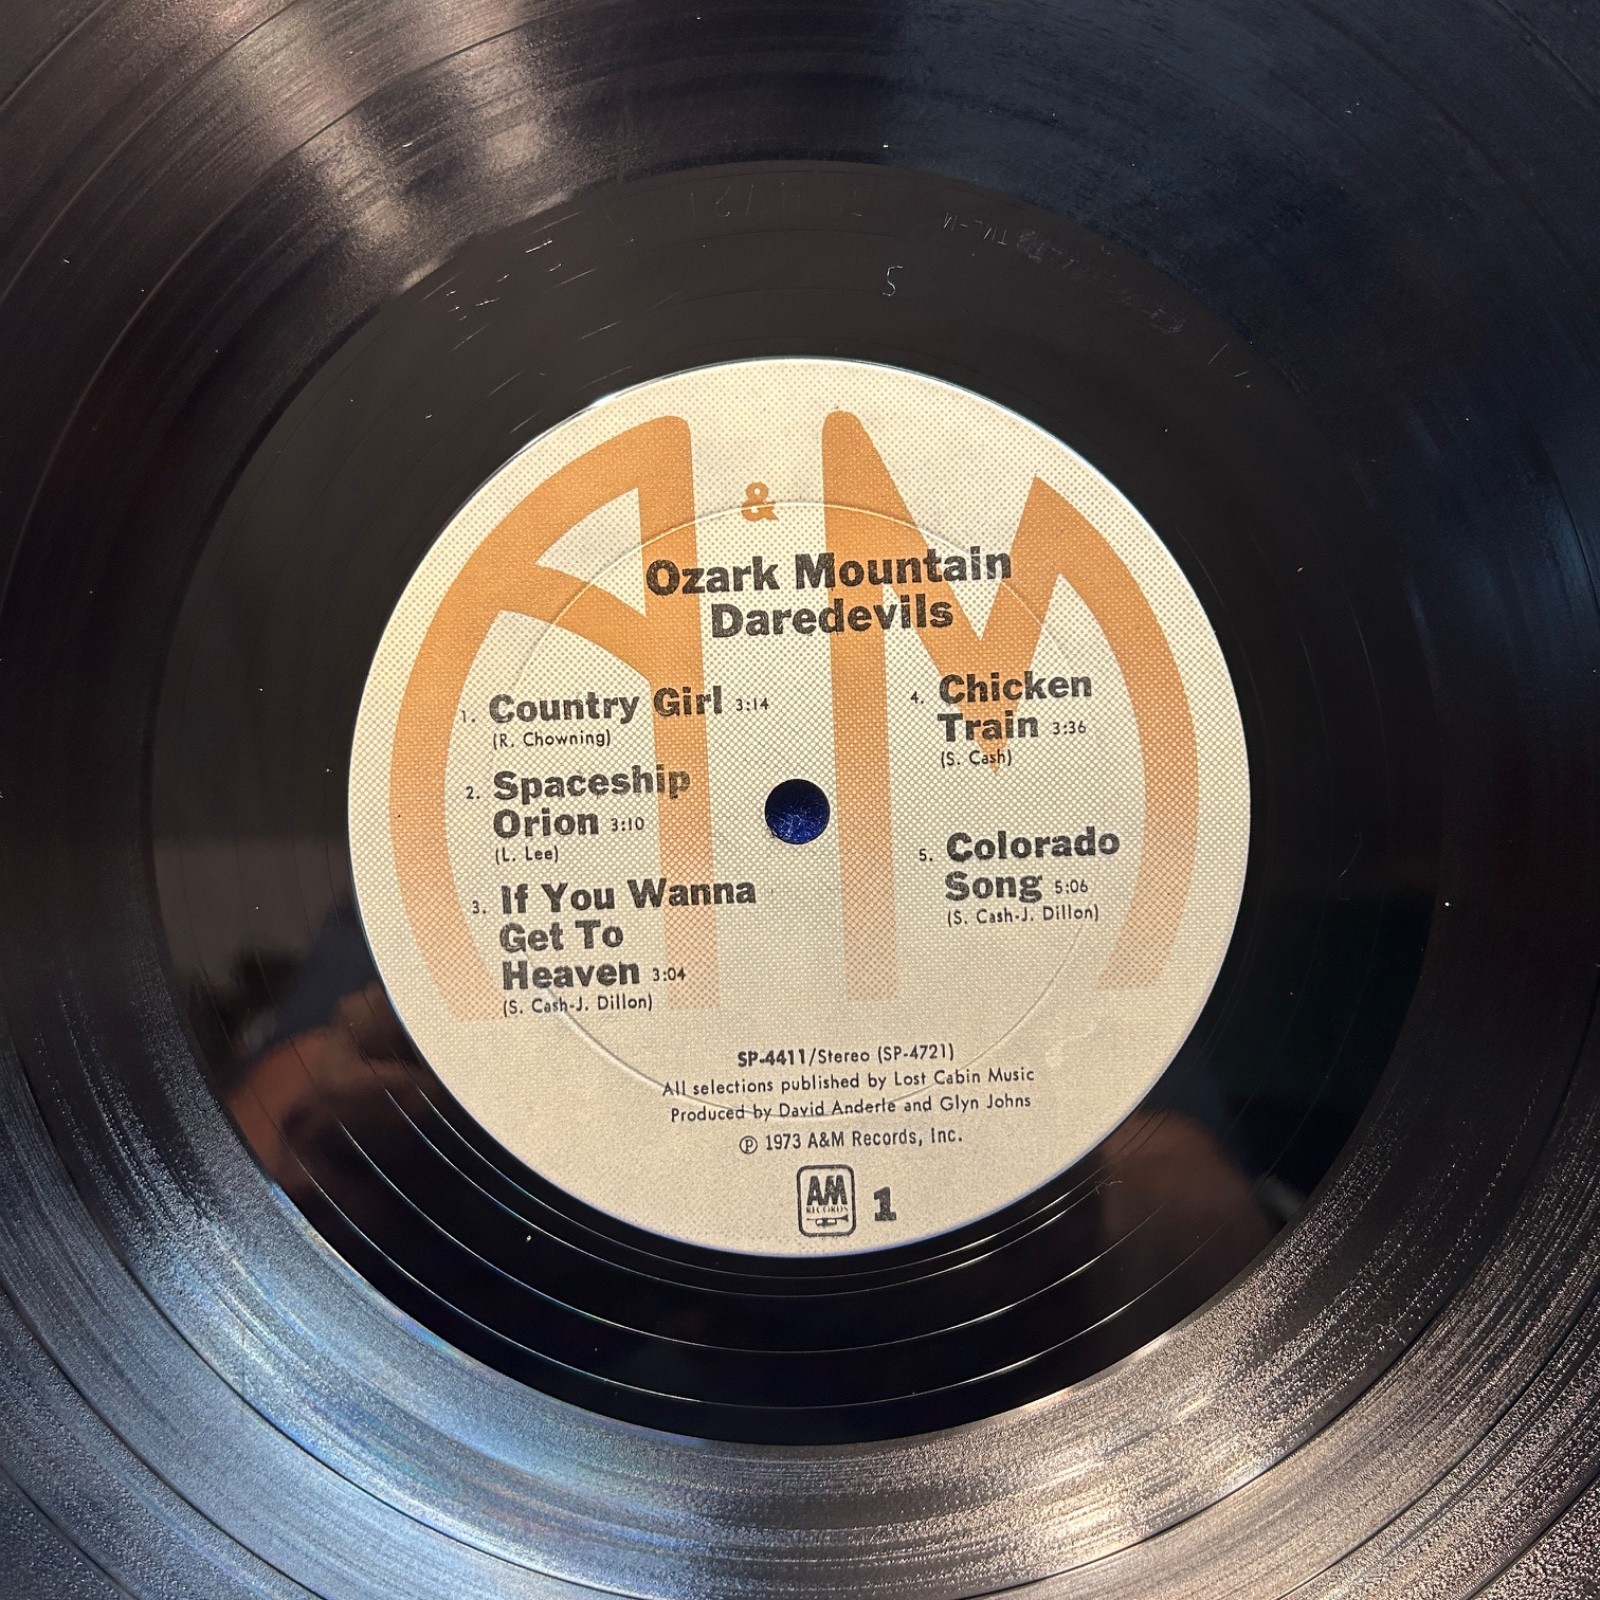 S
A & M
Ozark Mountain
Daredevils
1. Country Girl 3:14
(R. Chowning)
2. Spaceship
Orion 3:10
(L. Lee)
3. If You Wanna
Get To
Heaven 3:04
(S. Cash-J. Dillon)
4. Chicken
Train 3:36
(S. Cash)
5. Colorado
Song 5:06
(S. Cash-J. Dillon)
SP-4411/Stereo (SP-4721)
All selections published by Lost Cabin Music
Produced by David Anderle and Glyn Johns
℗ 1973 A&M Records, Inc.
AM
RECORDS
1